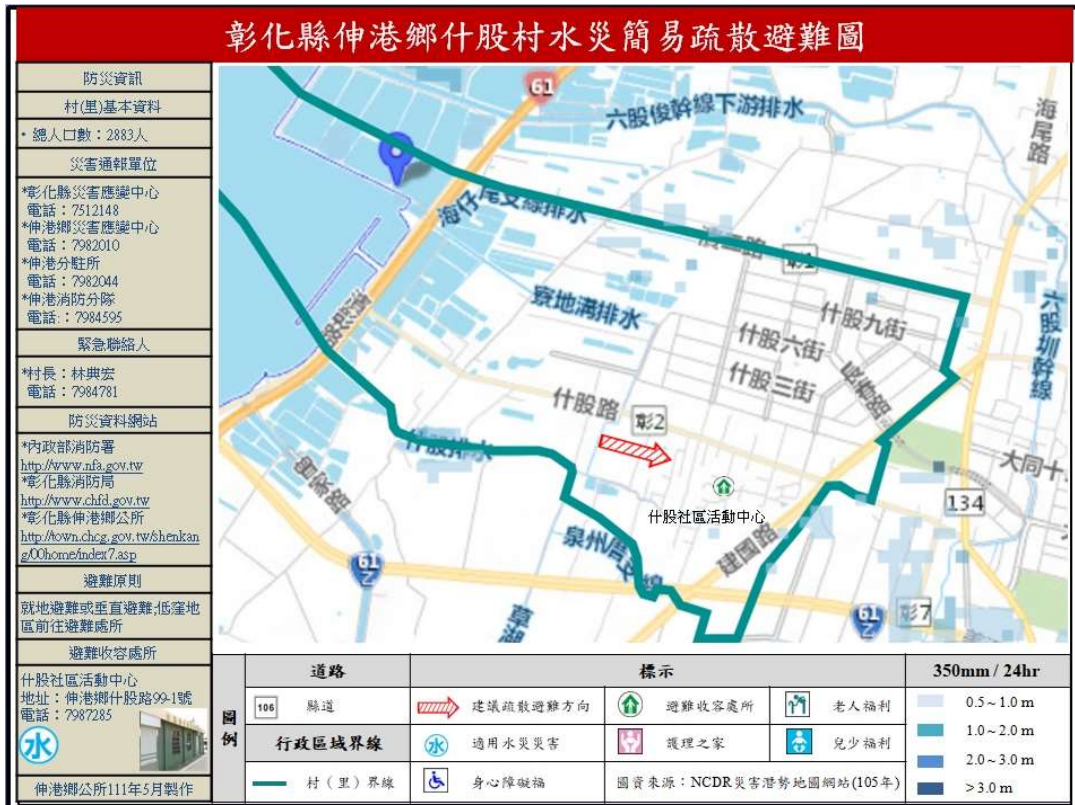 彰化縣伸港鄉什股村水災簡易疏散避難圖
防災資訊
村(里)基本資料
• 總人口數：2883人
災害通報單位
*彰化縣災害應變中心
電話：7512148
*伸港鄉災害應變中心
電話：7982010
*伸港分駐所
電話：7982044
*伸港消防分隊
電話:：7984595
緊急聯絡人
*村長：林典宏
電話：7984781
防災資料網站
*內政部消防署
http://www.nfa.gov.tw
*彰化縣消防局
http://www.chfd.gov.tw
*彰化縣伸港鄉公所
http://town.chcg.gov.tw/shenkan
g/00home/index7.asp
避難原則
就地避難或垂直避難;低窪地
區前往避難處所
避難收容處所
什股社區活動中心
地址：伸港鄉什股路99-1號
電話：7987285
水
伸港鄉公所111年5月製作
61
六股俊幹線下游排水
海尾路
海仔尾支線排水
彰1
濱海路
寮地溝排水
什股九街
什股六街
什股三街
六股圳幹線
什股路
彰2
什股排水
曾家路
大同十
134
什股社區活動中心
建國路
泉州厝支線
61
乙
草湖
61
乙
彰7
圖例
道路
標示
350mm / 24hr
106
縣道
建議疏散避難方向
避難收容處所
老人福利
0.5~1.0 m
行政區域界線
水
適用水災災害
護理之家
兒少福利
1.0~2.0 m
2.0~3.0 m
村（里）界線
身心障礙福
圖資來源：NCDR災害潛勢地圖網站(105年)
>3.0 m